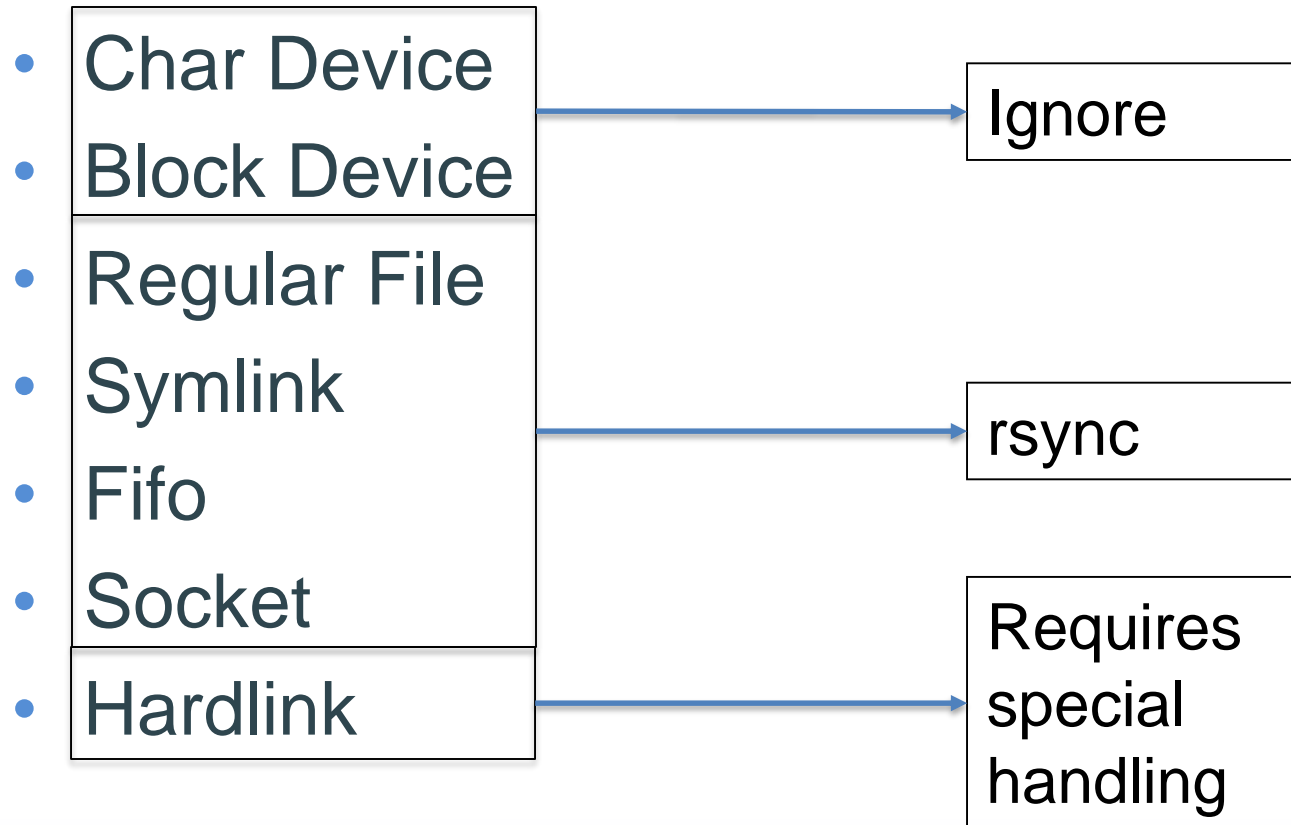 • Char Device
• Block Device
• Regular File
• Symlink
• Fifo
• Socket
• Hardlink
Ignore
rsync
Requires
special
handling